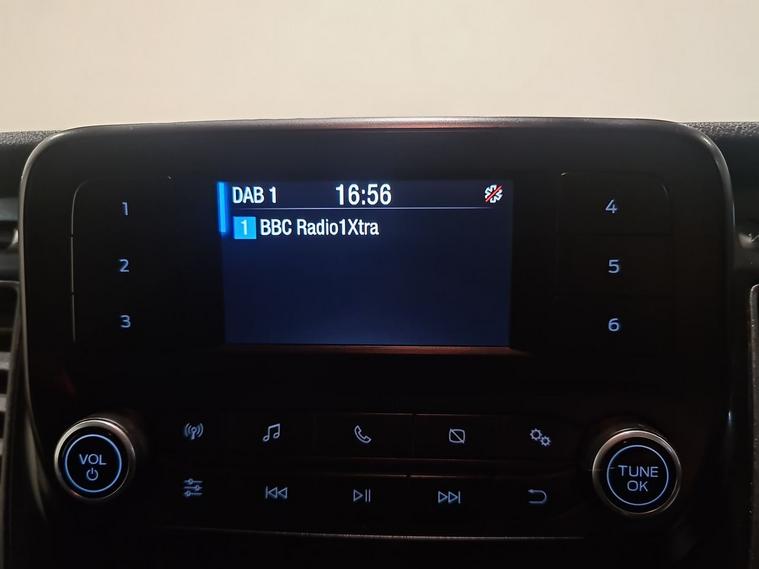 DAB 1 16:56
1 BBC Radio1Xtra
1
2
3
4
5
6
VOL
TUNE
OK